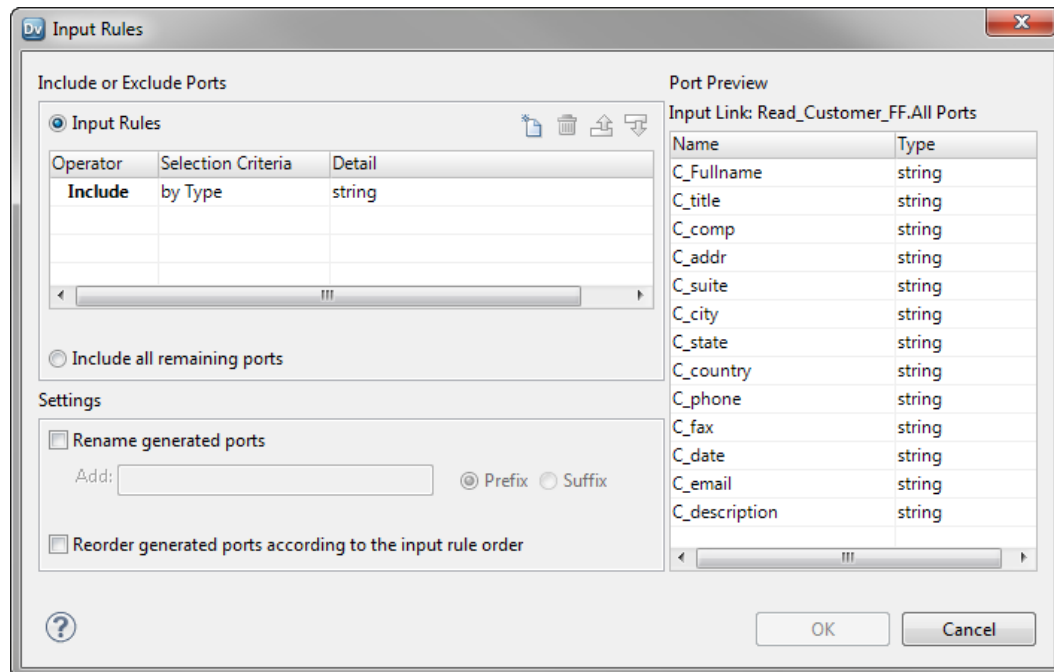 Dv Input Rules
Include or Exclude Ports
Input Rules
Operator Selection Criteria Detail
Include by Type string
Include all remaining ports
Settings
Rename generated ports
Add:
Prefix Suffix
Reorder generated ports according to the input rule order
Port Preview
Input Link: Read_Customer_FF.All Ports
Name Type
C_Fullname string
C_title string
C_comp string
C_addr string
C_suite string
C_city string
C_state string
C_country string
C_phone string
C_fax string
C_date string
C_email string
C_description string
?
OK Cancel